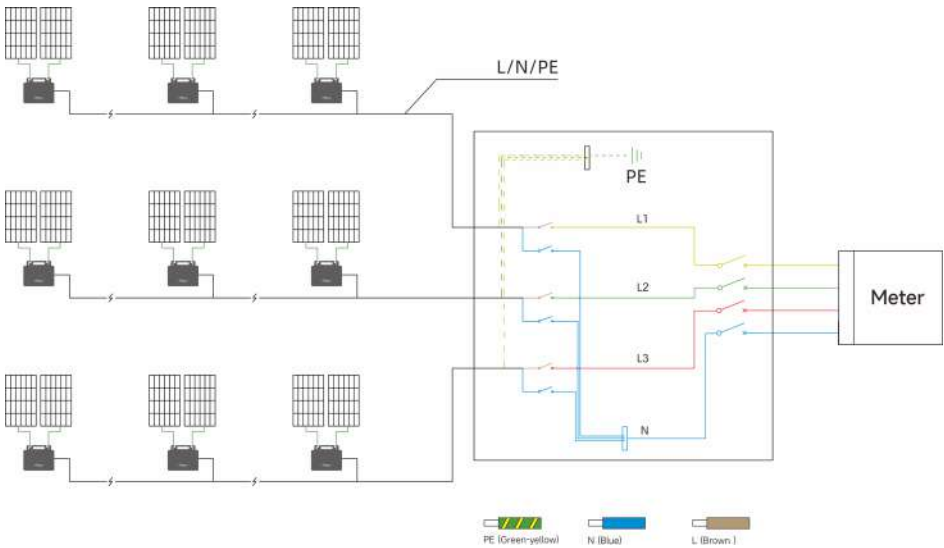 L/N/PE
PE
L1
L2
L3
N
Meter
PE (Green-yellow)
N (Blue)
L (Brown )